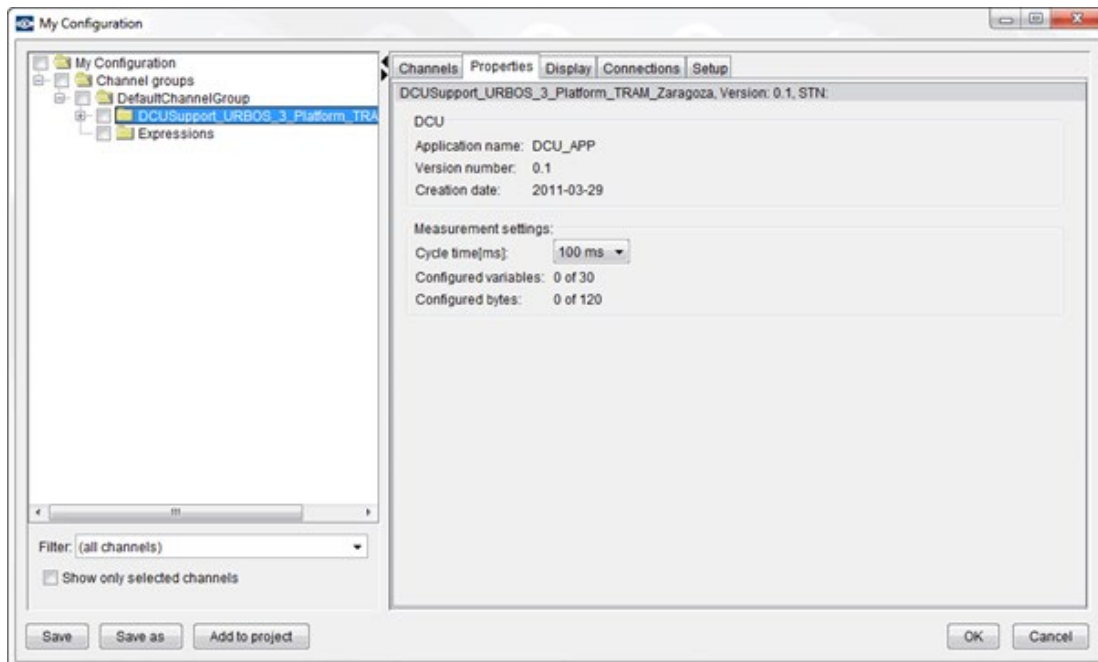 My Configuration
My Configuration
Channel groups
DefaultChannelGroup
DCUSupport_URBOS_3_Platform_TRA
Expressions
Filter: (all channels)
Show only selected channels
Channels Properties Display Connections Setup
DCUSupport_URBOS_3_Platform_TRAM_Zaragoza, Version: 0.1, STN:
DCU
Application name: DCU_APP
Version number: 0.1
Creation date: 2011-03-29
Measurement settings:
Cycle time[ms]: 100 ms
Configured variables: 0 of 30
Configured bytes: 0 of 120
Save Save as Add to project OK Cancel